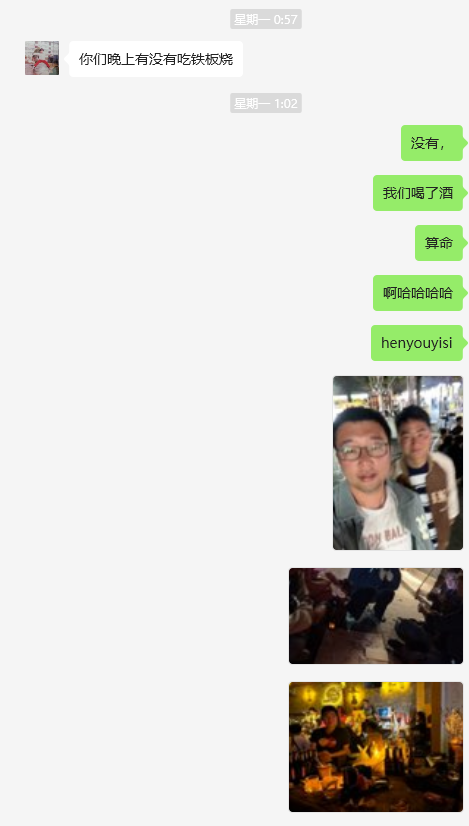 星期一 0:57
你们晚上有没有吃铁板烧
星期一 1:02
没有，
我们喝了酒
算命
啊哈哈哈哈
henyouyisi